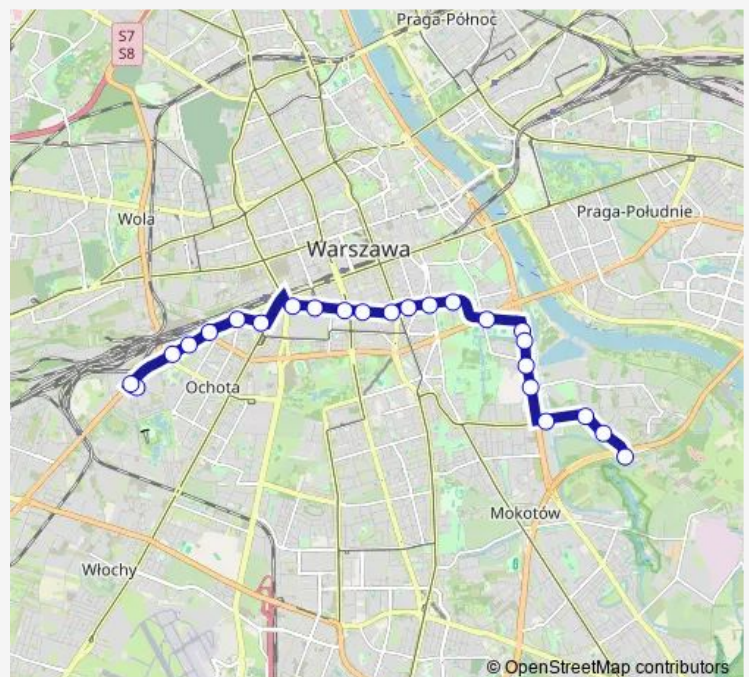 Praga-Północ
S7
S8
Wola
Praga-Południe
Warszawa
Ochota
Mokotów
Włochy
© OpenStreetMap contributors